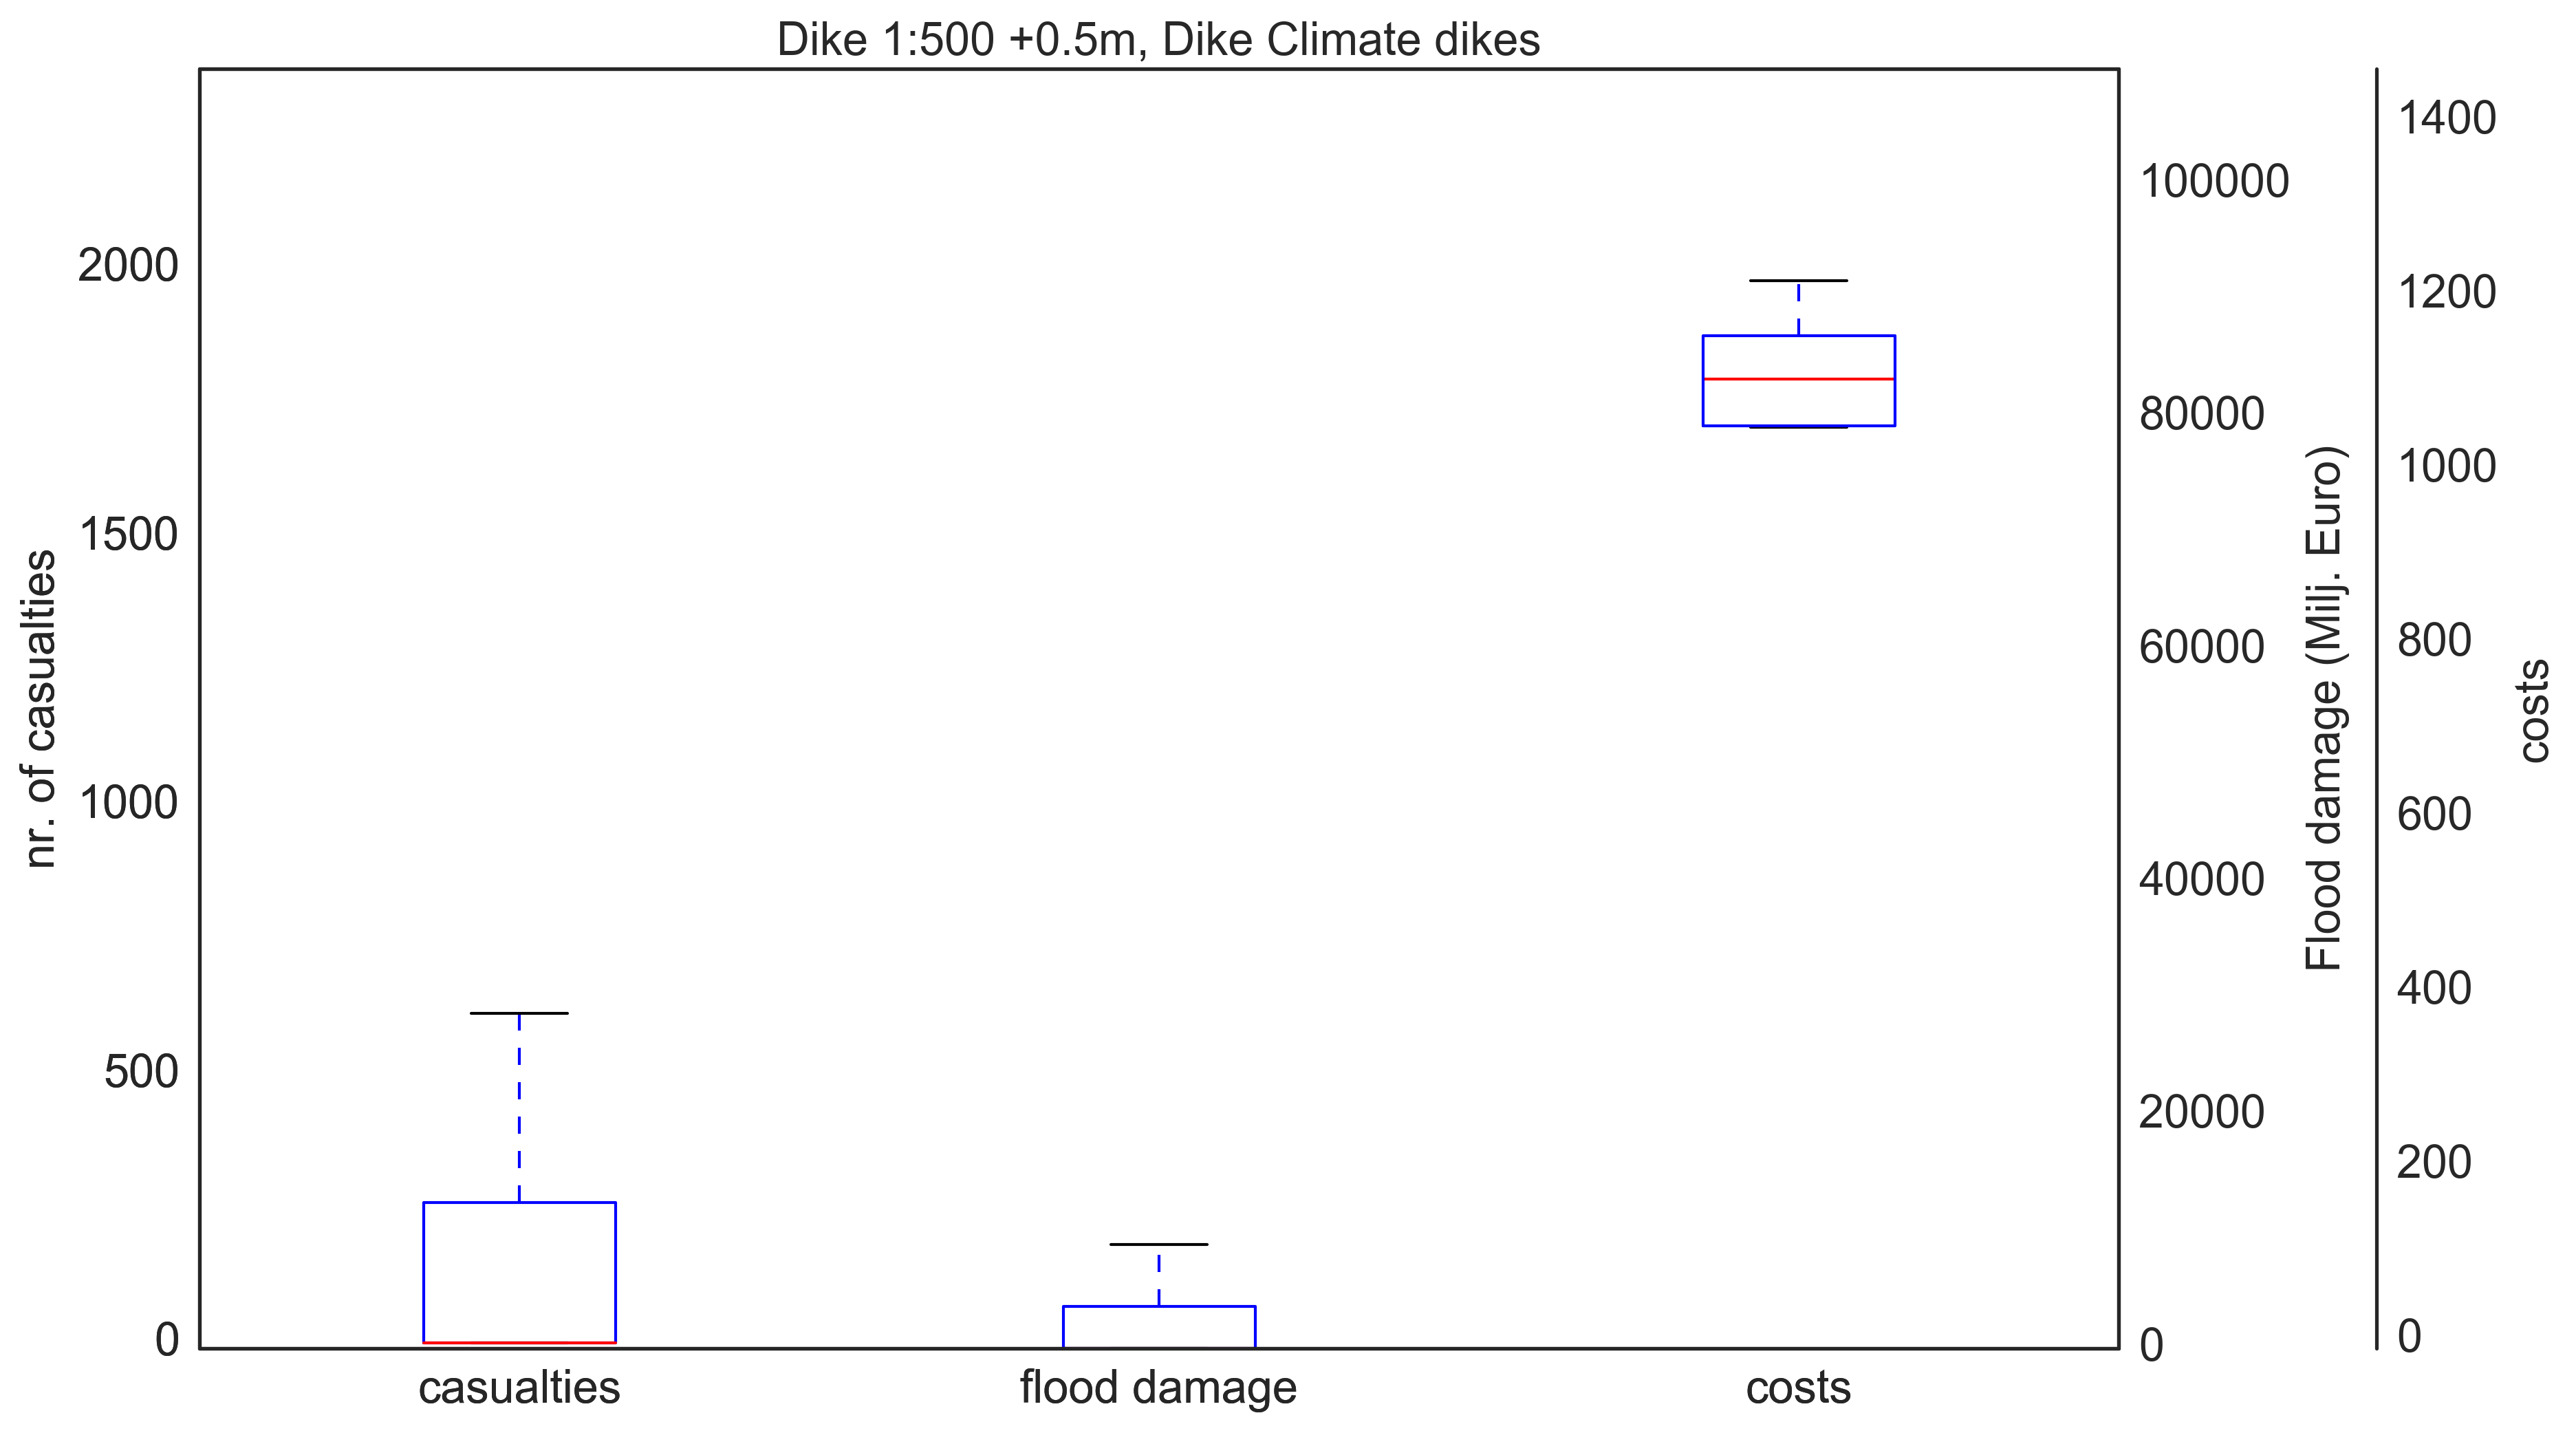 Dike 1:500 +0.5m, Dike Climate dikes
nr. of casualties
2000
1500
1000
500
0
casualties
flood damage
costs
100000
80000
60000
40000
20000
0
Flood damage (Milj. Euro)
1400
1200
1000
800
600
400
200
0
costs